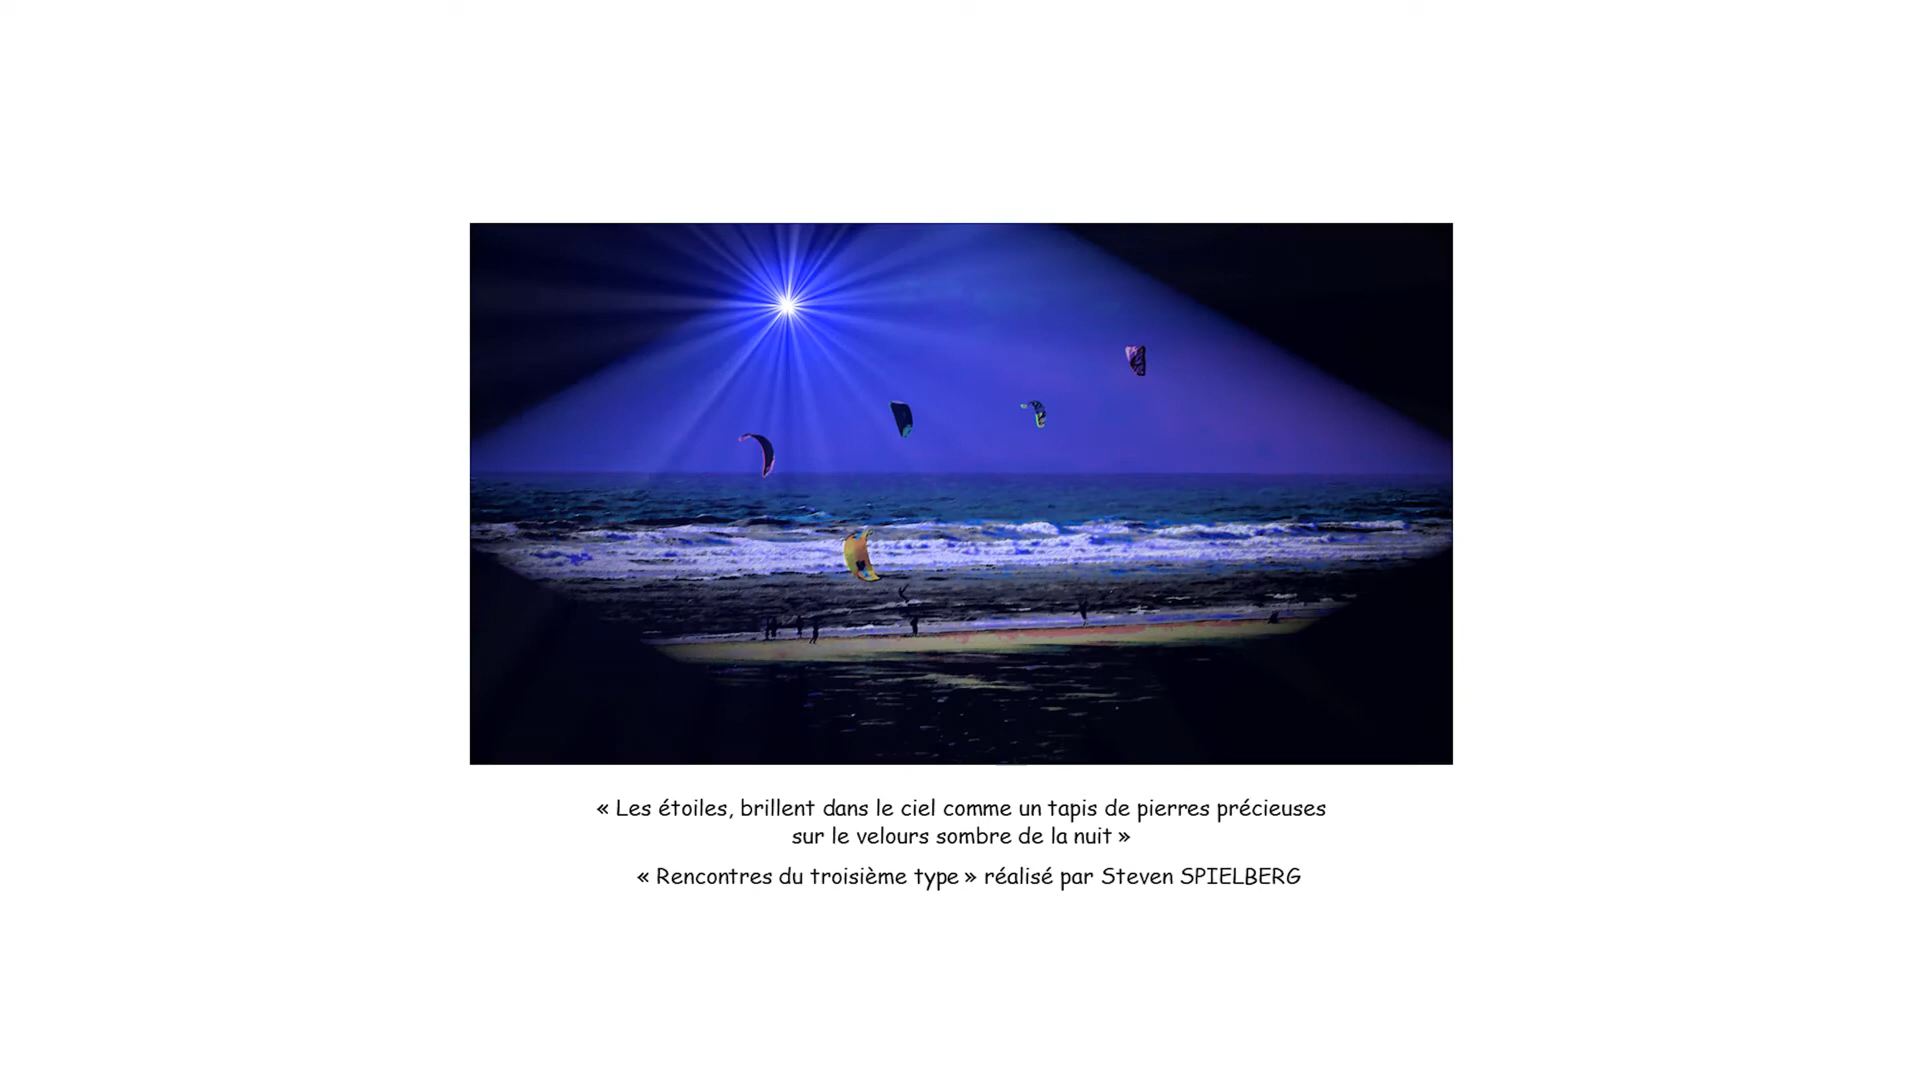 « Les étoiles, brillent dans le ciel comme un tapis de pierres précieuses
sur le velours sombre de la nuit »
« Rencontres du troisième type » réalisé par Steven SPIELBERG